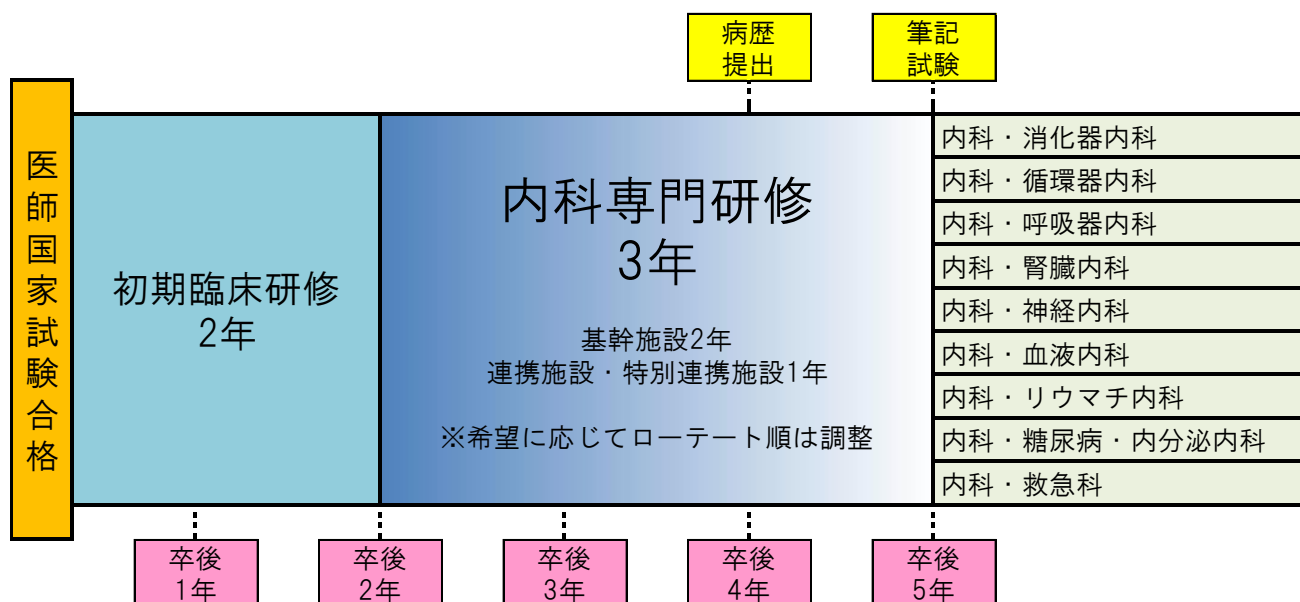 病歴
提出
筆記
試験
医師国家試験合格
初期臨床研修
2年
内科専門研修
3年
基幹施設2年
連携施設・特別連携施設1年
※希望に応じてローテート順は調整
内科・消化器内科
内科・循環器内科
内科・呼吸器内科
内科・腎臓内科
内科・神経内科
内科・血液内科
内科・リウマチ内科
内科・糖尿病・内分泌内科
内科・救急科
卒後
1年
卒後
2年
卒後
3年
卒後
4年
卒後
5年